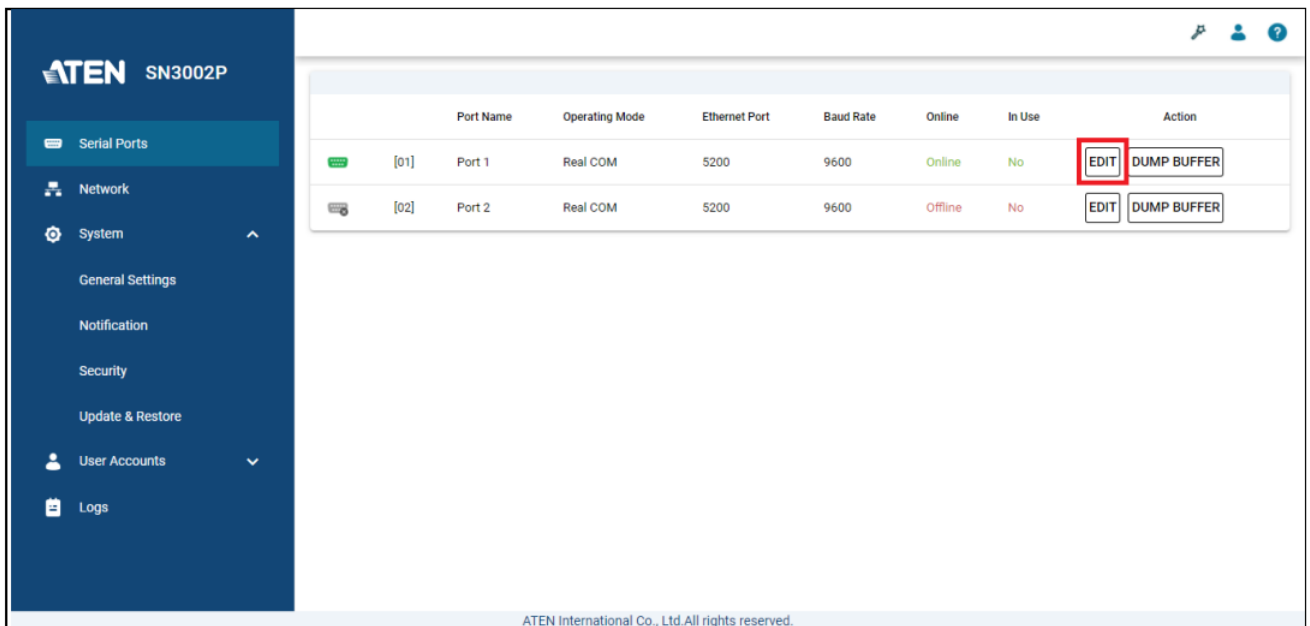 ATEN SN3002P
Serial Ports
Network
System
General Settings
Notification
Security
Update & Restore
User Accounts
Logs
Port Name Operating Mode Ethernet Port Baud Rate Online In Use Action
[01] Port 1 Real COM 5200 9600 Online No EDIT DUMP BUFFER
[02] Port 2 Real COM 5200 9600 Offline No EDIT DUMP BUFFER
ATEN International Co., Ltd.All rights reserved.